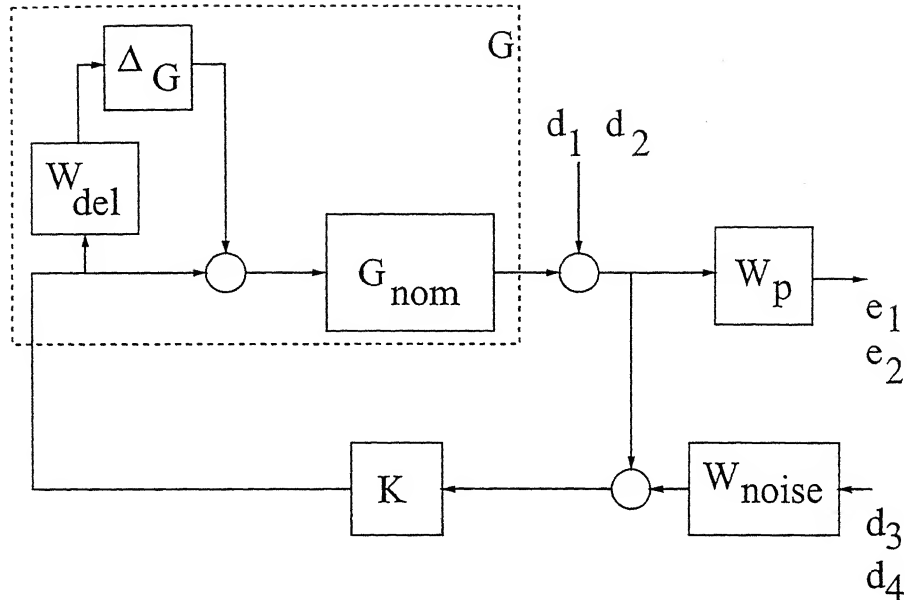 Δ G
G
W del
d 1 d 2
G nom
W p
e 1
e 2
K
W noise
d 3
d 4